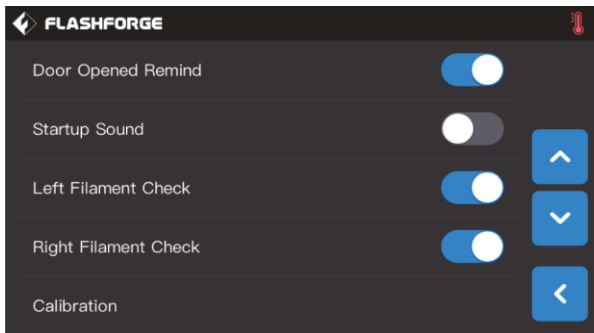 FLASHFORGE
Door Opened Remind
Startup Sound
Left Filament Check
Right Filament Check
Calibration